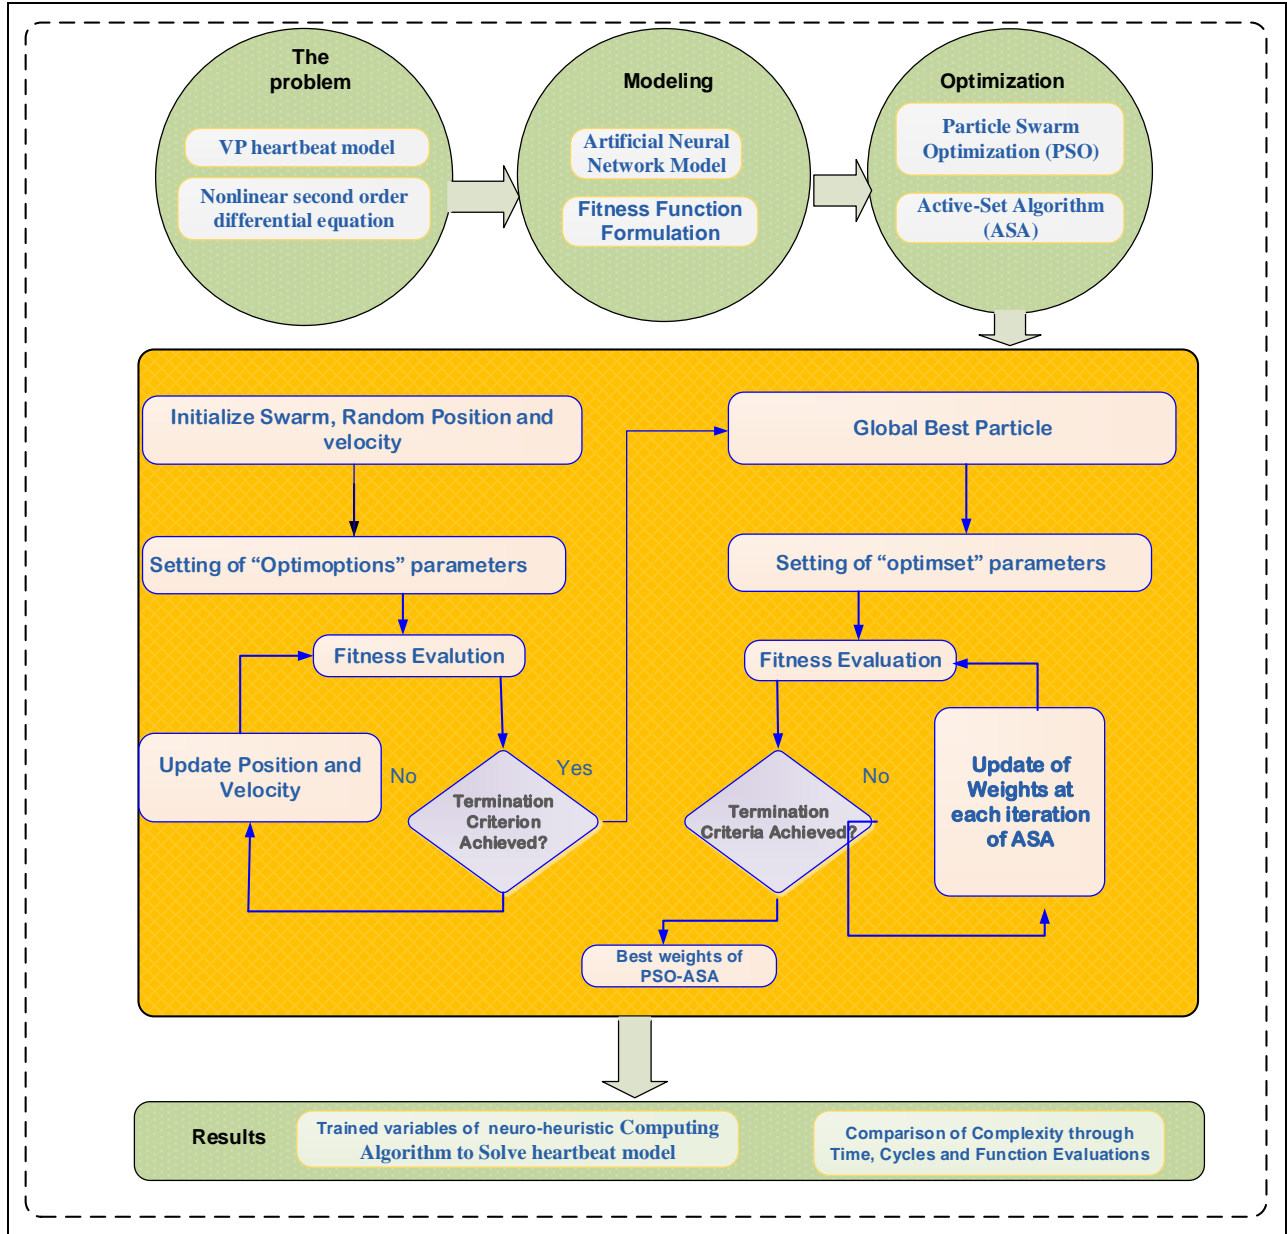 The
problem
VP heartbeat model
Nonlinear second order
differential equation
Modeling
Artificial Neural
Network Model
Fitness Function
Formulation
Optimization
Particle Swarm
Optimization (PSO)
Active-Set Algorithm
(ASA)
Initialize Swarm, Random Position and
velocity
Setting of “Optimoptions” parameters
Fitness Evalution
Update Position and
Velocity
No
Termination
Criterion
Achieved?
Yes
Global Best Particle
Setting of “optimset” parameters
Fitness Evaluation
Termination
Criteria Achieved?
No
Update of
Weights at
each iteration
of ASA
Best weights of
PSO-ASA
Results
Trained variables of neuro-heuristic Computing
Algorithm to Solve heartbeat model
Comparison of Complexity through
Time, Cycles and Function Evaluations